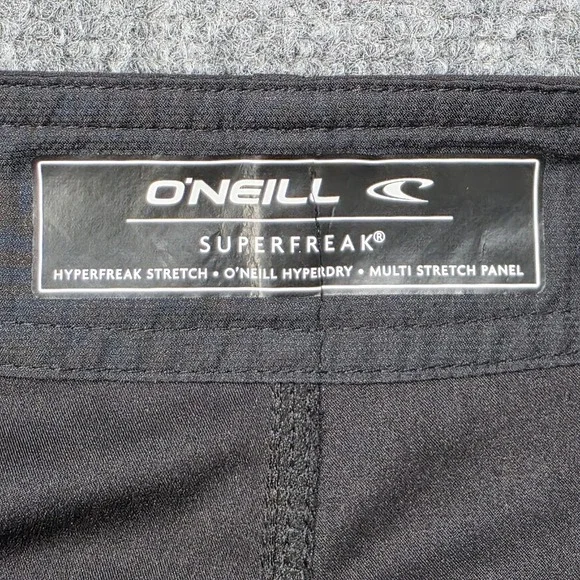 O'NEILL
SUPERFREAK®
HYPERFREAK STRETCH • O'NEILL HYPERDRY • MULTI STRETCH PANEL